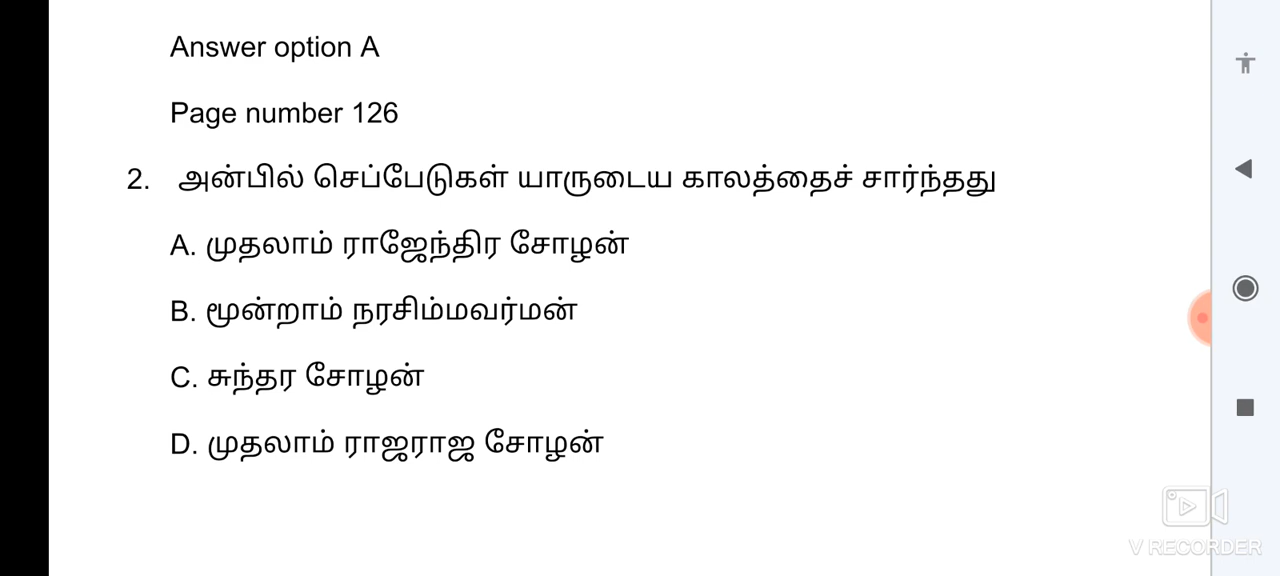 Answer option A
Page number 126
2. அன்பில் செப்பேடுகள் யாருடைய காலத்தைச் சார்ந்தது
A. முதலாம் ராஜேந்திர சோழன்
B. மூன்றாம் நரசிம்மவர்மன்
C. சுந்தர சோழன்
D. முதலாம் ராஜராஜ சோழன்
V RECORDER